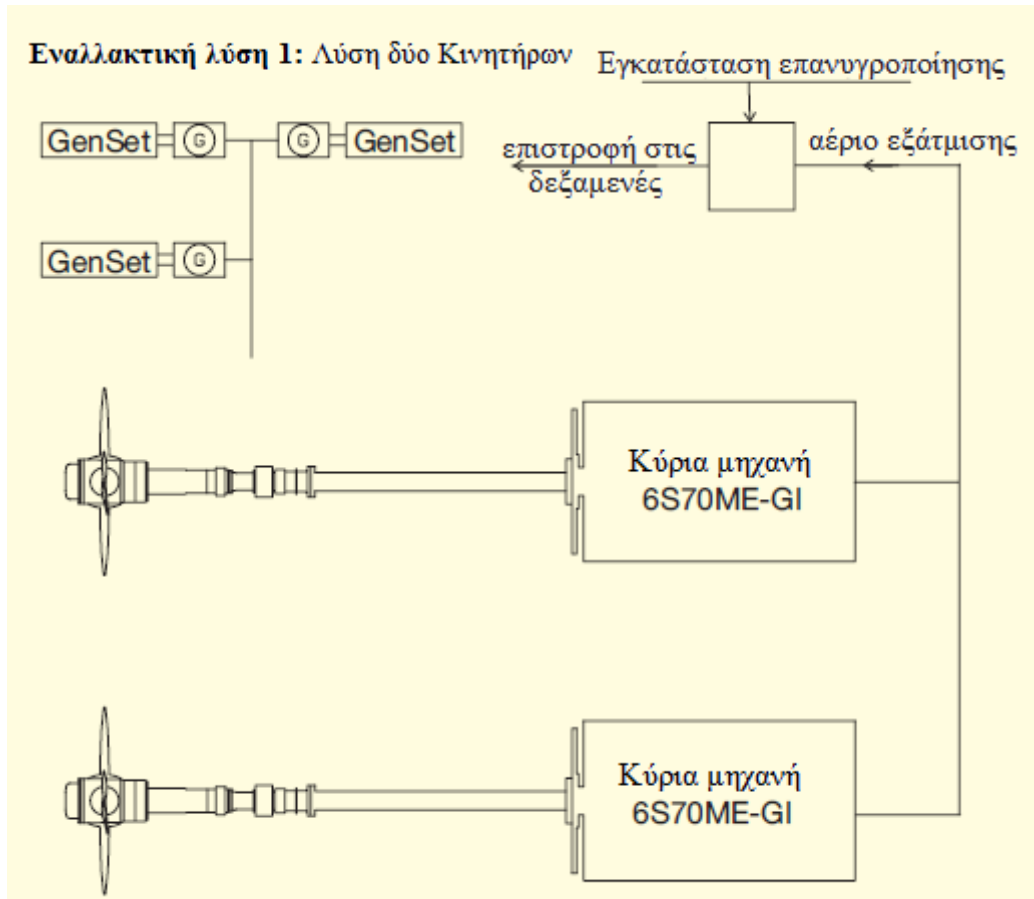 Εναλλακτική λύση 1: Λύση δύο Κινητήρων
Εγκατάσταση επανυγροποίησης
GenSet G G GenSet
επιστροφή στις
δεξαμενές
αέριο εξάτμισης
GenSet G
Κύρια μηχανή
6S70ME-GI
Κύρια μηχανή
6S70ME-GI